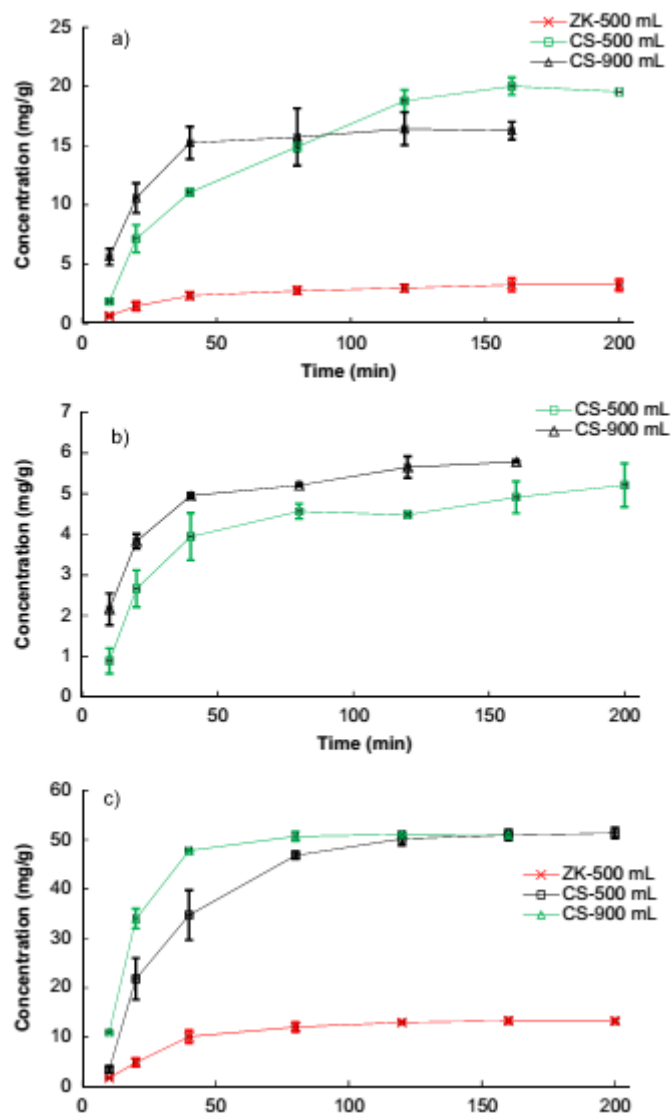 a)
ZK-500 mL
CS-500 mL
CS-900 mL
Concentration (mg/g)
25
20
15
10
5
0
0 50 100 150 200
Time (min)
b)
CS-500 mL
CS-900 mL
Concentration (mg/g)
7
6
5
4
3
2
1
0
0 50 100 150 200
Time (min)
c)
ZK-500 mL
CS-500 mL
CS-900 mL
Concentration (mg/g)
60
50
40
30
20
10
0
0 50 100 150 200